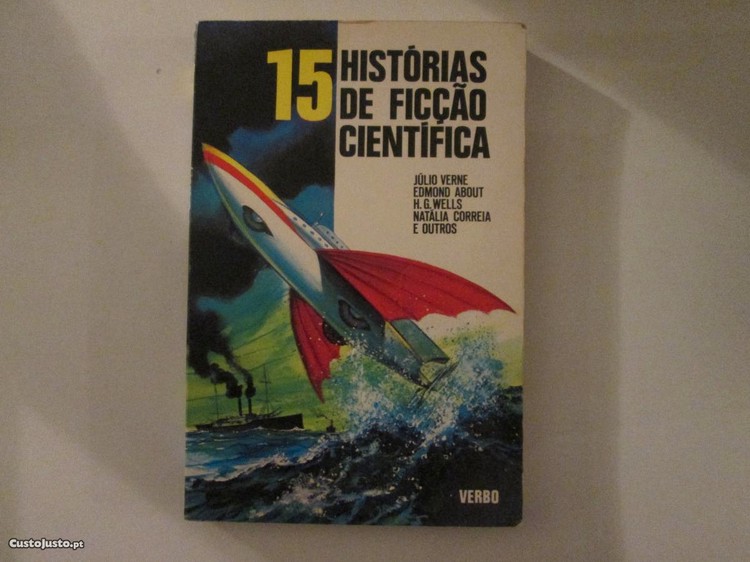 15 HISTÓRIAS
DE FICÇÃO
CIENTÍFICA
JÚLIO VERNE
EDMOND ABOUT
H. G. WELLS
NATÁLIA CORREIA
E OUTROS
VERBO
CustoJusto.pt